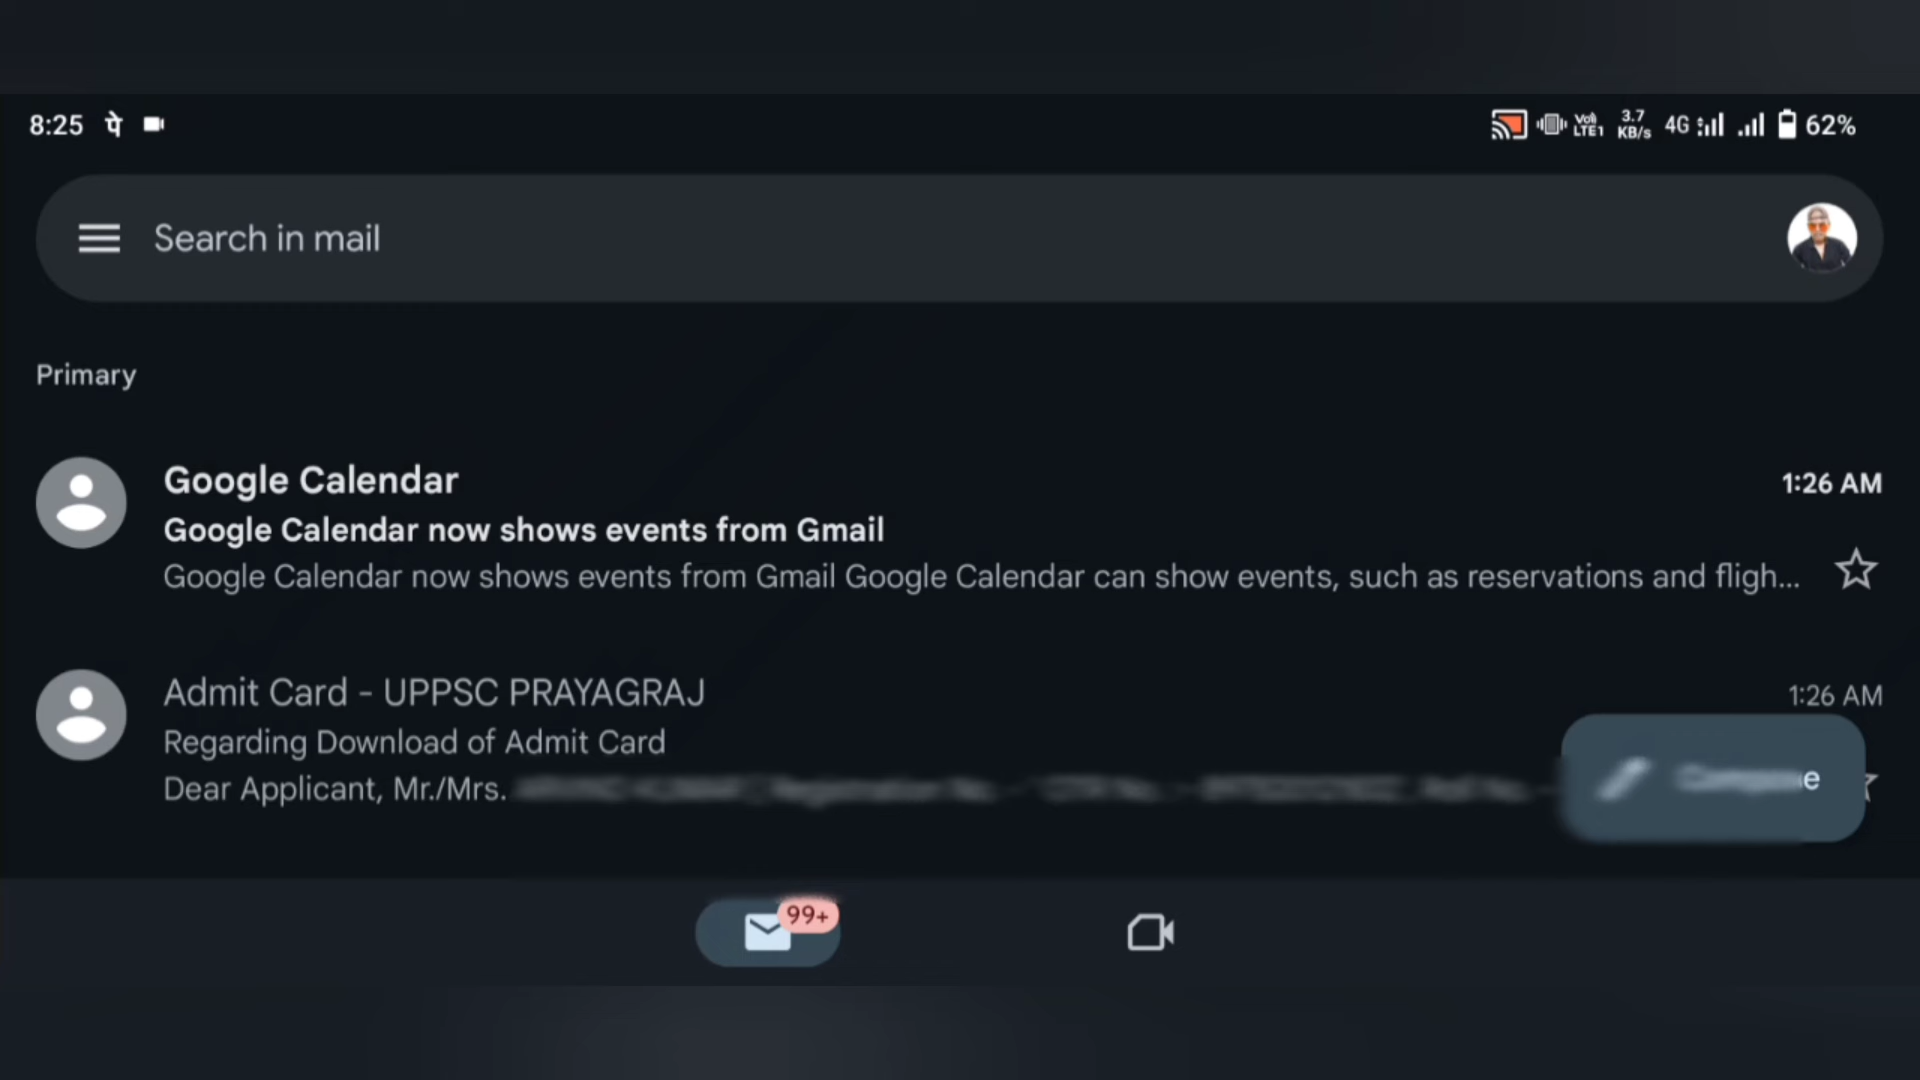 8:25 पे Vo) LTE1 3.7 KB/s 4G 62%
Search in mail
Primary
Google Calendar 1:26 AM
Google Calendar now shows events from Gmail
Google Calendar now shows events from Gmail Google Calendar can show events, such as reservations and fligh...
Admit Card - UPPSC PRAYAGRAJ 1:26 AM
Regarding Download of Admit Card
Dear Applicant, Mr./Mrs.
99+